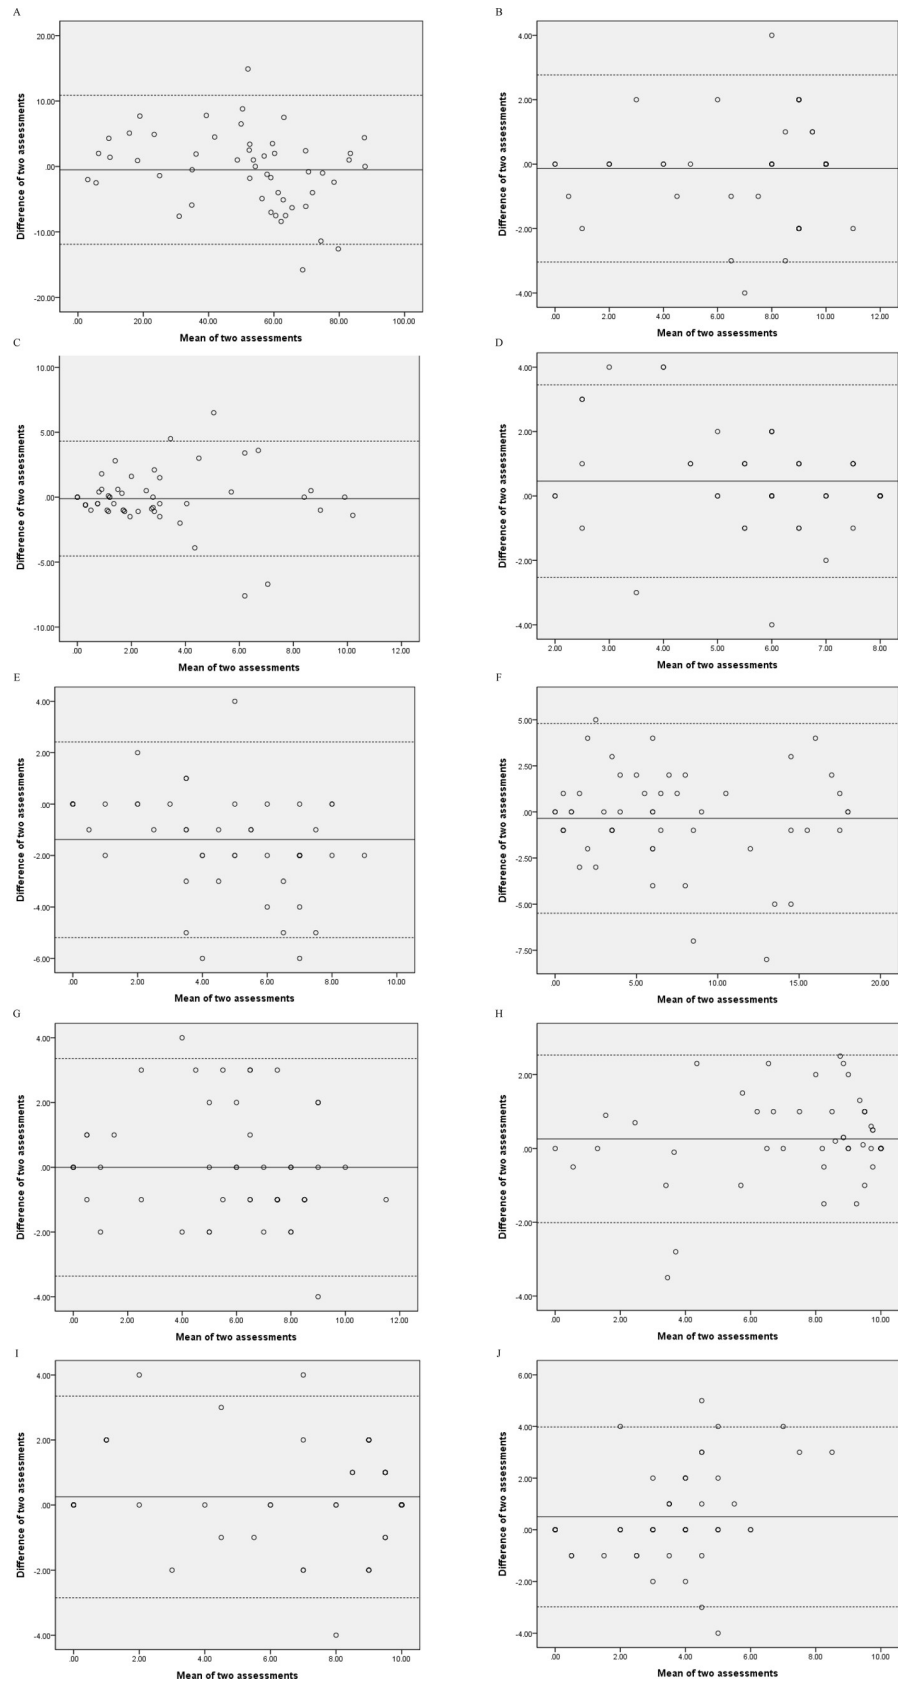 A
Difference of two assessments
20.00
10.00
.00
-10.00
-20.00
.00 20.00 40.00 60.00 80.00 100.00
Mean of two assessments
B
Difference of two assessments
4.00
2.00
.00
-2.00
-4.00
.00 2.00 4.00 6.00 8.00 10.00 12.00
Mean of two assessments
C
Difference of two assessments
10.00
5.00
.00
-5.00
-10.00
.00 2.00 4.00 6.00 8.00 10.00 12.00
Mean of two assessments
D
Difference of two assessments
4.00
2.00
.00
-2.00
-4.00
2.00 3.00 4.00 5.00 6.00 7.00 8.00
Mean of two assessments
E
Difference of two assessments
4.00
2.00
.00
-2.00
-4.00
-6.00
.00 2.00 4.00 6.00 8.00 10.00
Mean of two assessments
F
Difference of two assessments
5.00
2.50
.00
-2.50
-5.00
-7.50
.00 5.00 10.00 15.00 20.00
Mean of two assessments
G
Difference of two assessments
4.00
2.00
.00
-2.00
-4.00
.00 2.00 4.00 6.00 8.00 10.00 12.00
Mean of two assessments
H
Difference of two assessments
2.00
.00
-2.00
-4.00
.00 2.00 4.00 6.00 8.00 10.00
Mean of two assessments
I
Difference of two assessments
4.00
2.00
.00
-2.00
-4.00
.00 2.00 4.00 6.00 8.00 10.00
Mean of two assessments
J
Difference of two assessments
6.00
4.00
2.00
.00
-2.00
-4.00
.00 2.00 4.00 6.00 8.00 10.00
Mean of two assessments